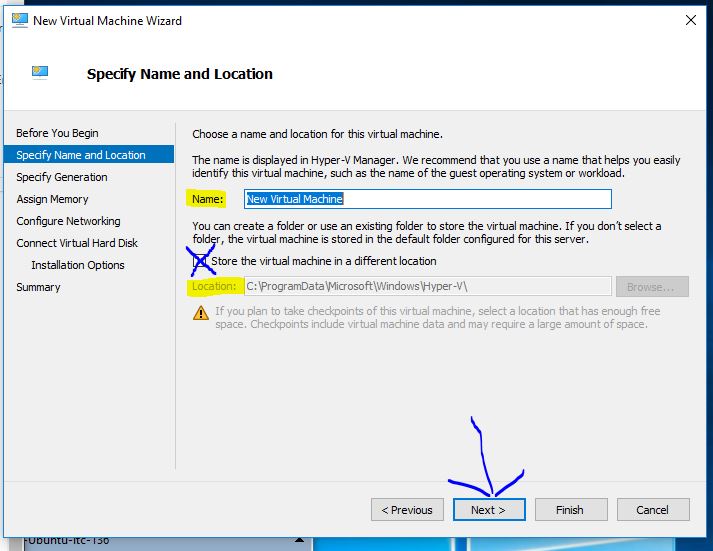 New Virtual Machine Wizard
Specify Name and Location
Before You Begin
Specify Name and Location
Specify Generation
Assign Memory
Configure Networking
Connect Virtual Hard Disk
Installation Options
Summary
Choose a name and location for this virtual machine.
The name is displayed in Hyper-V Manager. We recommend that you use a name that helps you easily
identify this virtual machine, such as the name of the guest operating system or workload.
Name: New Virtual Machine
You can create a folder or use an existing folder to store the virtual machine. If you don't select a
folder, the virtual machine is stored in the default folder configured for this server.
Store the virtual machine in a different location
Location: C:\ProgramData\Microsoft\Windows\Hyper-V\ Browse...
If you plan to take checkpoints of this virtual machine, select a location that has enough free
space. Checkpoints include virtual machine data and may require a large amount of space.
< Previous Next > Finish Cancel
-Ubuntu-itc-136